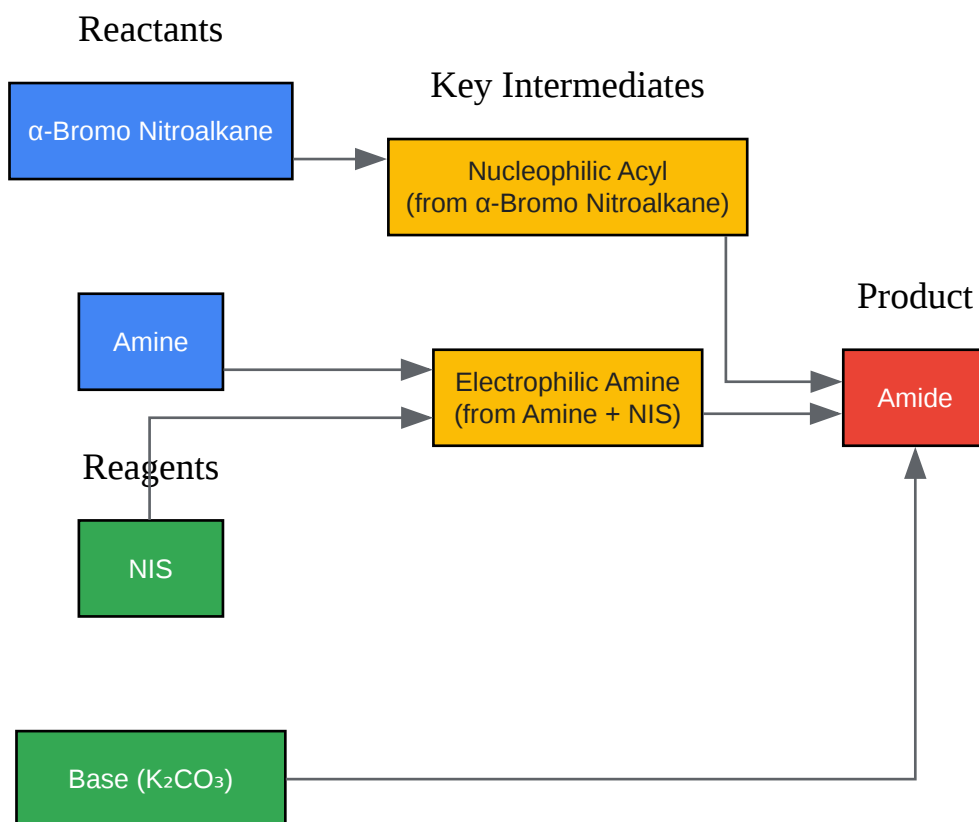 Reactants
α-Bromo Nitroalkane
Key Intermediates
Nucleophilic Acyl
(from α-Bromo Nitroalkane)
Amine
Product
Electrophilic Amine
(from Amine + NIS)
Amide
Reagents
NIS
Base (K₂CO₃)